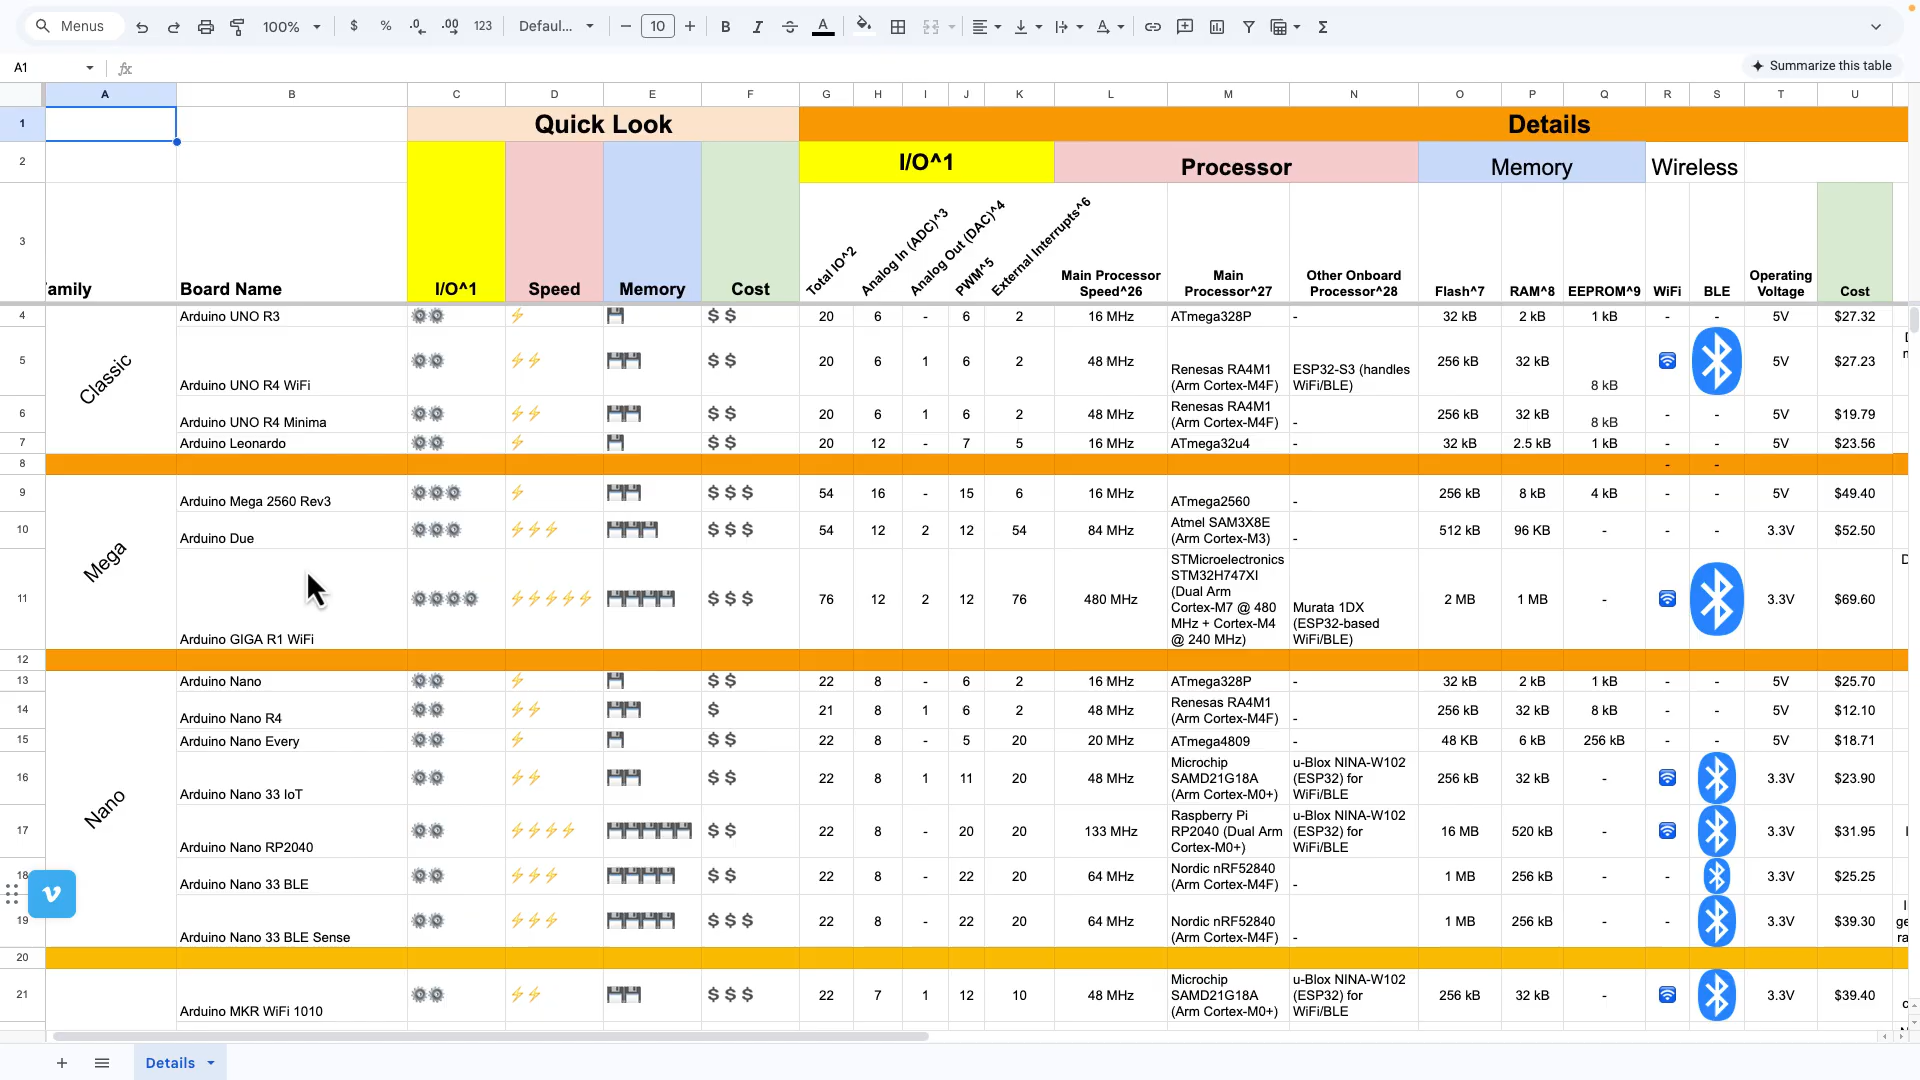 Menus 100% $ % .0 .00 123 Defaul... 10 B I A
A1 fx Summarize this table
A B C D E F G H I J K L M N O P Q R S T U
1 Quick Look Details
2 I/O^1 Processor Memory Wireless
3 Family Board Name I/O^1 Speed Memory Cost Total IO^2 Analog In (ADC)^3 Analog Out (DAC)^4 PWM^5 External Interrupts^6 Main Processor Speed^26 Main Processor^27 Other Onboard Processor^28 Flash^7 RAM^8 EEPROM^9 WiFi BLE Operating Voltage Cost
Classic
4 Arduino UNO R3 $ $ 20 6 - 6 2 16 MHz ATmega328P - 32 kB 2 kB 1 kB - - 5V $27.32
5 Arduino UNO R4 WiFi $ $ 20 6 1 6 2 48 MHz Renesas RA4M1 (Arm Cortex-M4F) ESP32-S3 (handles WiFi/BLE) 256 kB 32 kB 8 kB 5V $27.23
6 Arduino UNO R4 Minima $ $ 20 6 1 6 2 48 MHz Renesas RA4M1 (Arm Cortex-M4F) - 256 kB 32 kB 8 kB - - 5V $19.79
7 Arduino Leonardo $ $ 20 12 - 7 5 16 MHz ATmega32u4 - 32 kB 2.5 kB 1 kB - - 5V $23.56
8 - -
Mega
9 Arduino Mega 2560 Rev3 $ $ $ 54 16 - 15 6 16 MHz ATmega2560 - 256 kB 8 kB 4 kB - - 5V $49.40
10 Arduino Due $ $ $ 54 12 2 12 54 84 MHz Atmel SAM3X8E (Arm Cortex-M3) - 512 kB 96 KB - - - 3.3V $52.50
11 Arduino GIGA R1 WiFi $ $ $ 76 12 2 12 76 480 MHz STMicroelectronics STM32H747XI (Dual Arm Cortex-M7 @ 480 MHz + Cortex-M4 @ 240 MHz) Murata 1DX (ESP32-based WiFi/BLE) 2 MB 1 MB - 3.3V $69.60
12
Nano
13 Arduino Nano $ $ 22 8 - 6 2 16 MHz ATmega328P - 32 kB 2 kB 1 kB - - 5V $25.70
14 Arduino Nano R4 $ 21 8 1 6 2 48 MHz Renesas RA4M1 (Arm Cortex-M4F) - 256 kB 32 kB 8 kB - - 5V $12.10
15 Arduino Nano Every $ $ 22 8 - 5 20 20 MHz ATmega4809 - 48 KB 6 kB 256 kB - - 5V $18.71
16 Arduino Nano 33 IoT $ $ 22 8 1 11 20 48 MHz Microchip SAMD21G18A (Arm Cortex-M0+) u-Blox NINA-W102 (ESP32) for WiFi/BLE 256 kB 32 kB - 3.3V $23.90
17 Arduino Nano RP2040 $ $ 22 8 - 20 20 133 MHz Raspberry Pi RP2040 (Dual Arm Cortex-M0+) u-Blox NINA-W102 (ESP32) for WiFi/BLE 16 MB 520 kB - 3.3V $31.95
18 Arduino Nano 33 BLE $ $ 22 8 - 22 20 64 MHz Nordic nRF52840 (Arm Cortex-M4F) - 1 MB 256 kB - - 3.3V $25.25
19 Arduino Nano 33 BLE Sense $ $ $ 22 8 - 22 20 64 MHz Nordic nRF52840 (Arm Cortex-M4F) - 1 MB 256 kB - - 3.3V $39.30
20
21 Arduino MKR WiFi 1010 $ $ $ 22 7 1 12 10 48 MHz Microchip SAMD21G18A (Arm Cortex-M0+) u-Blox NINA-W102 (ESP32) for WiFi/BLE 256 kB 32 kB - 3.3V $39.40
Details